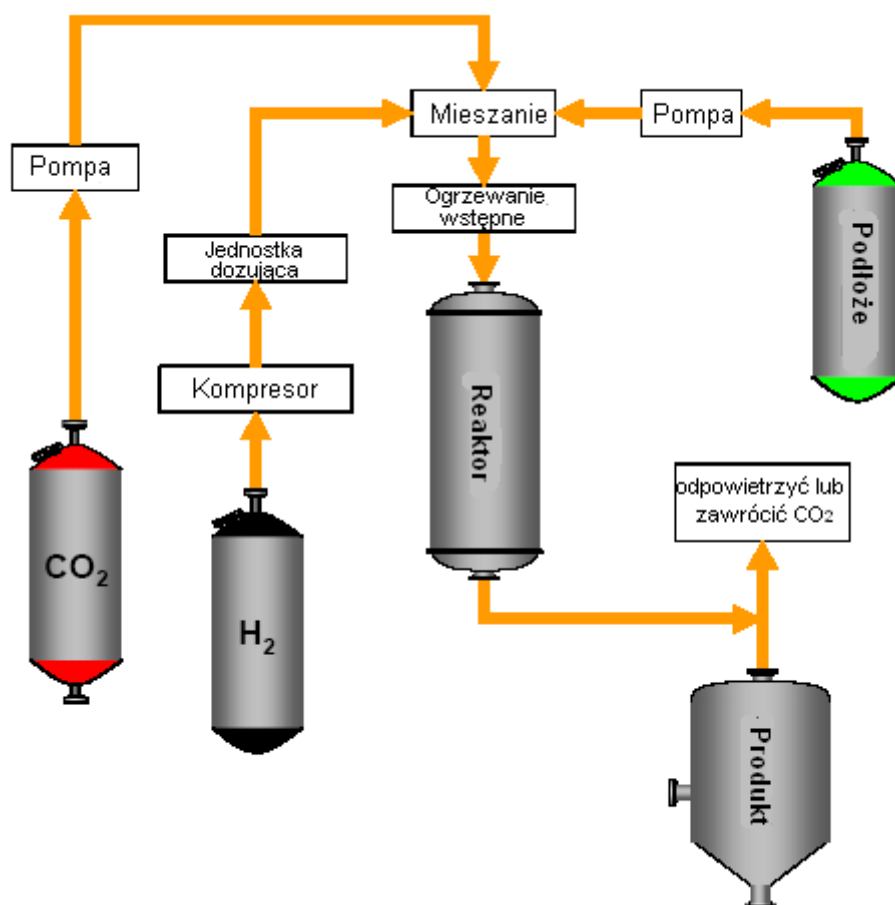 Mieszanie
Pompa
Pompa
Ogrzewanie
wstępne
Jednostka
dozująca
Podłoże
Kompresor
Reaktor
odpowietrzyć lub
zawrócić CO₂
CO₂
H₂
Produkt